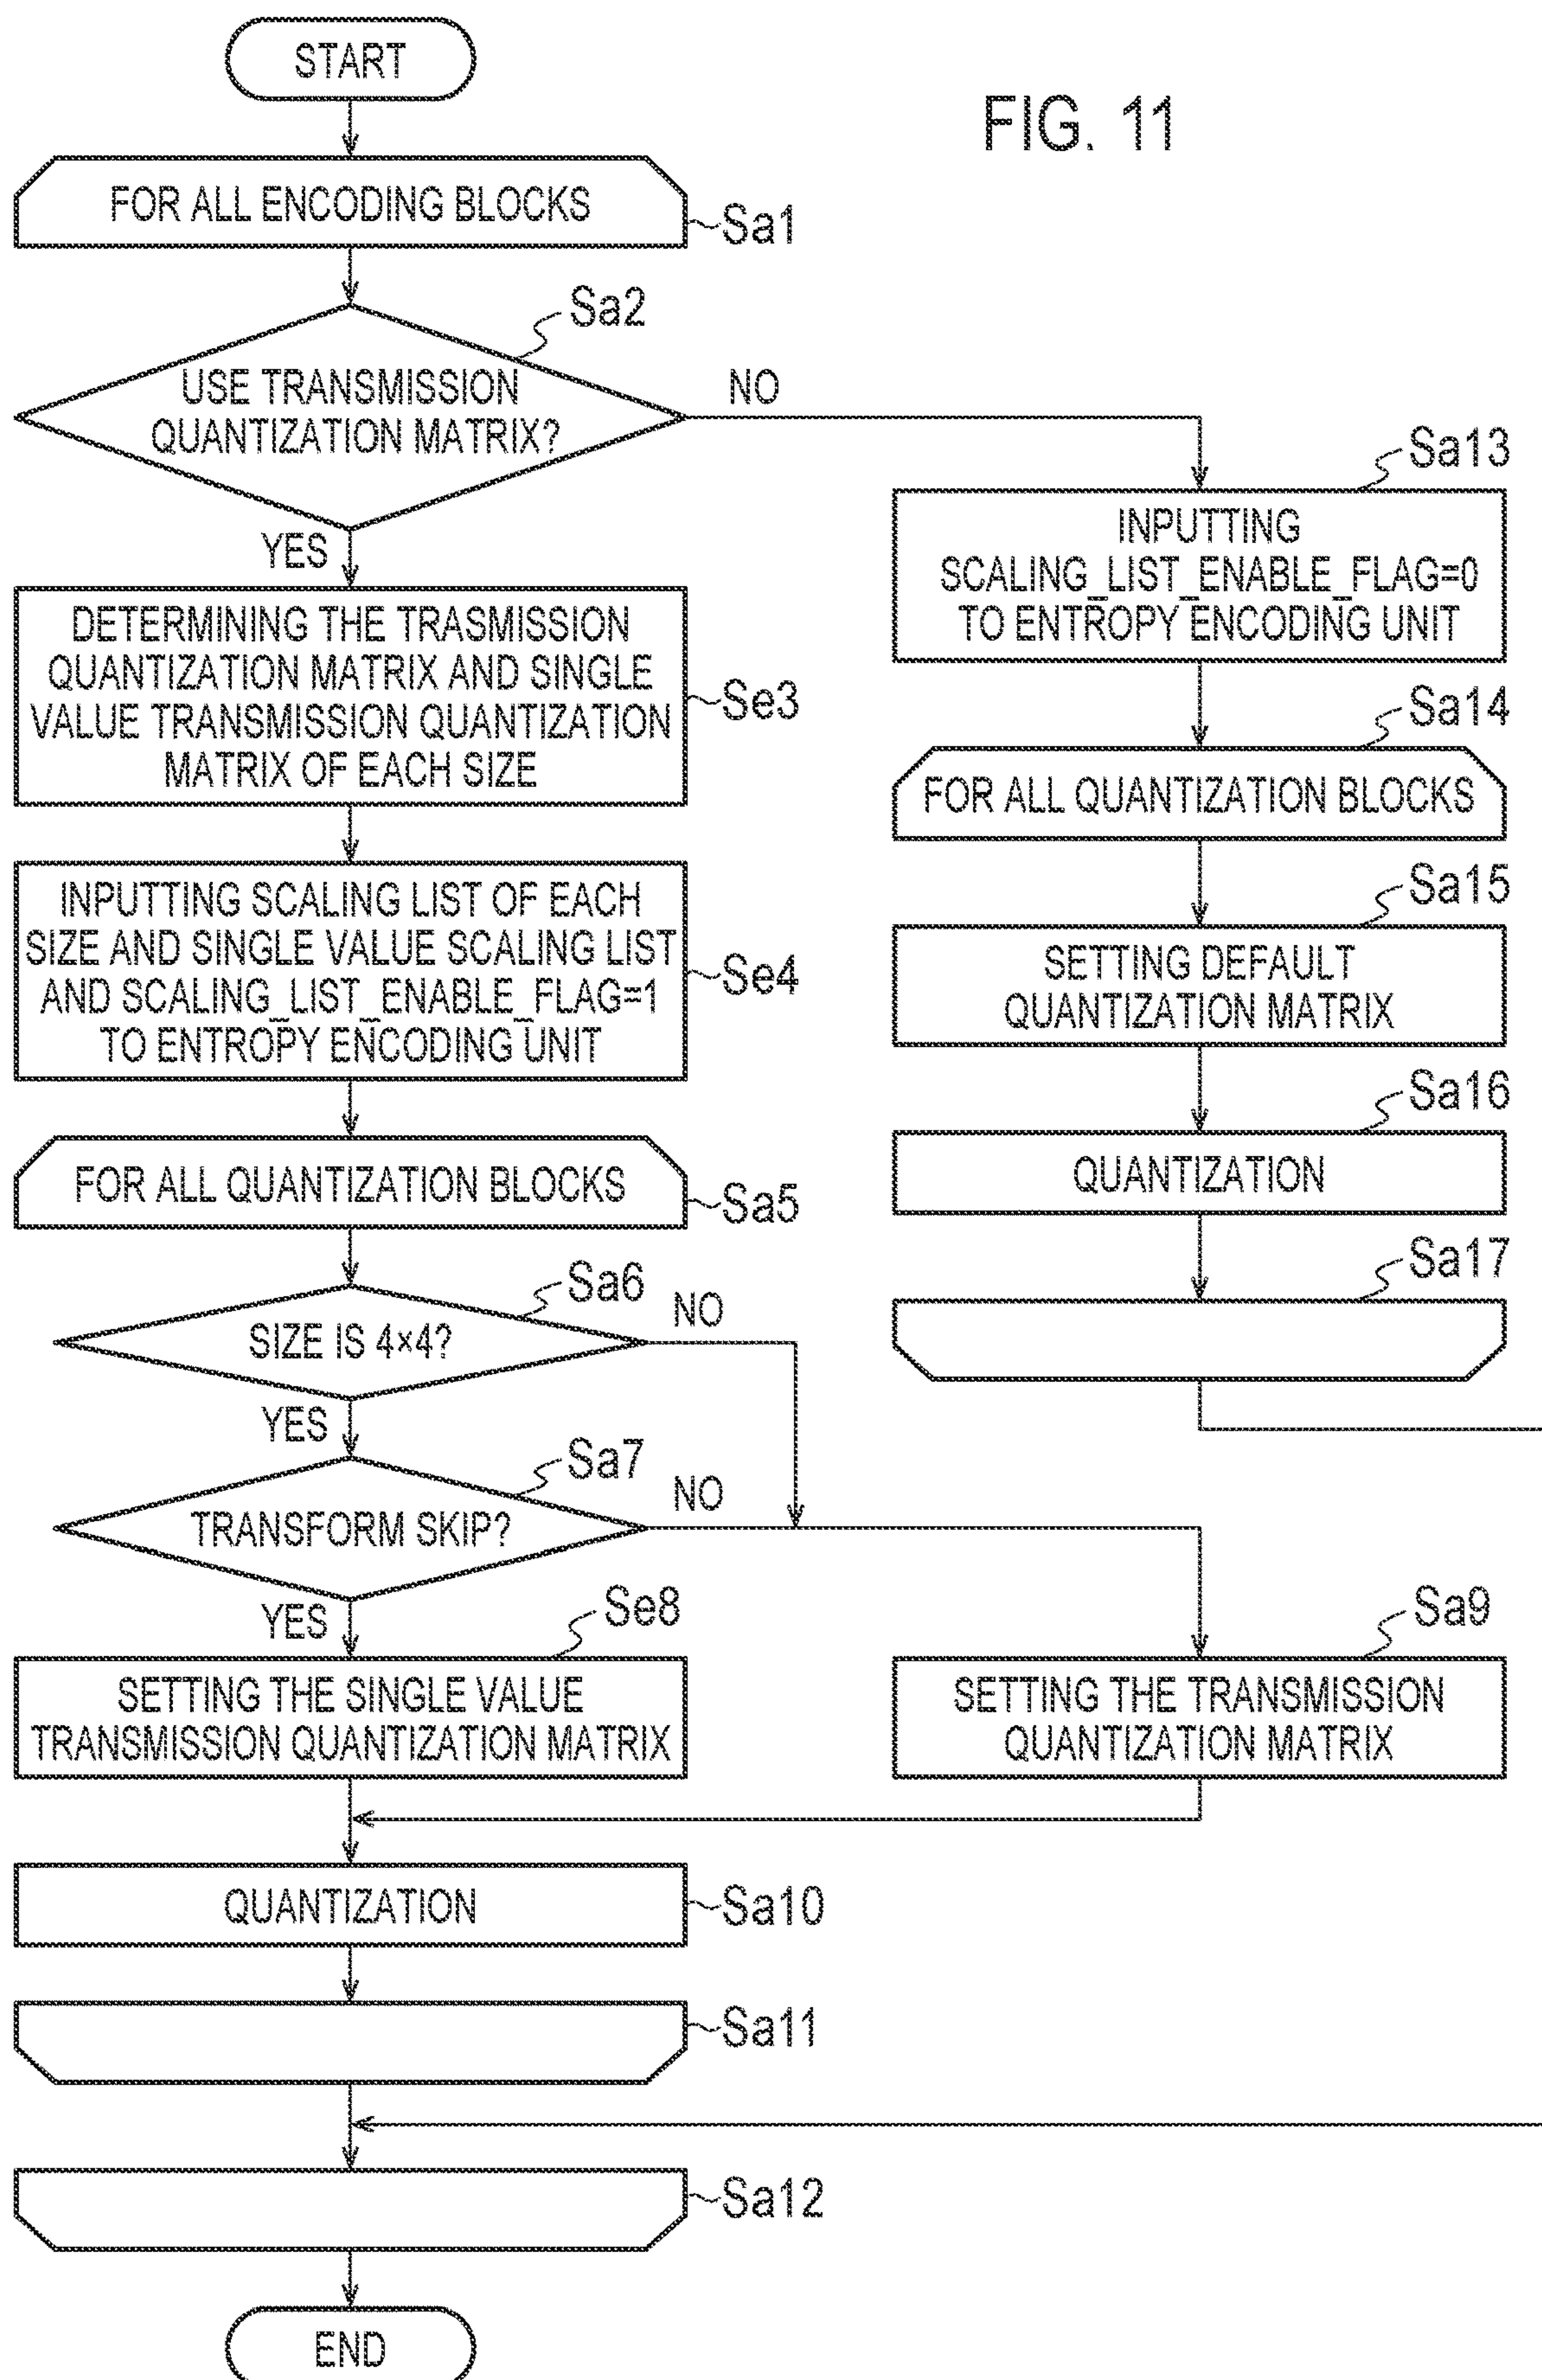 FIG. 11
START
FOR ALL ENCODING BLOCKS
Sa1
Sa2
USE TRANSMISSION
QUANTIZATION MATRIX?
NO
YES
DETERMINING THE TRASMISSION
QUANTIZATION MATRIX AND SINGLE
VALUE TRANSMISSION QUANTIZATION
MATRIX OF EACH SIZE
Se3
INPUTTING SCALING LIST OF EACH
SIZE AND SINGLE VALUE SCALING LIST
AND SCALING_LIST_ENABLE_FLAG=1
TO ENTROPY ENCODING UNIT
Se4
FOR ALL QUANTIZATION BLOCKS
Sa5
Sa6
SIZE IS 4×4?
NO
YES
Sa7
TRANSFORM SKIP?
NO
YES
Se8
SETTING THE SINGLE VALUE
TRANSMISSION QUANTIZATION MATRIX
Sa9
SETTING THE TRANSMISSION
QUANTIZATION MATRIX
QUANTIZATION
Sa10
Sa11
Sa12
END
Sa13
INPUTTING
SCALING_LIST_ENABLE_FLAG=0
TO ENTROPY ENCODING UNIT
Sa14
FOR ALL QUANTIZATION BLOCKS
Sa15
SETTING DEFAULT
QUANTIZATION MATRIX
Sa16
QUANTIZATION
Sa17